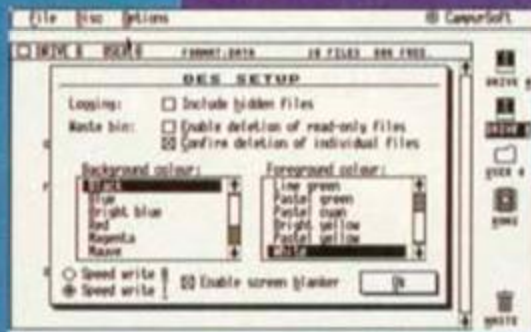 File Disc Options © CampurSoft
DRIVE USER 0 FORMAT:DATA FILES FREE
DES SETUP
Logging: Include hidden files
Waste bin: Enable deletion of read-only files
Confirm deletion of individual files
Background colour: Foreground colour:
Black Lime green
Blue Pastel green
Bright blue Pastel cyan
Red Bright yellow
Magenta Pastel yellow
Mauve White
Speed write 0
Speed write 1 Enable screen blanker Ok
DRIVE
DRIVE
USER
WASTE